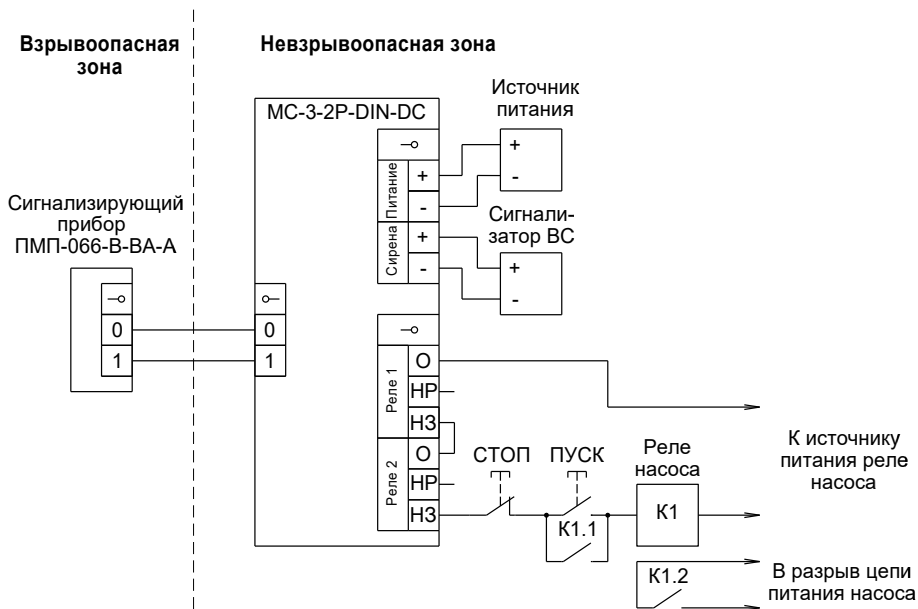 Взрывоопасная
зона
Невзрывоопасная зона
МС-3-2Р-DIN-DC
Источник
питания
Питание
+
-
+
-
Сигнализирующий
прибор
ПМП-066-В-ВА-А
Сигнали-
затор ВС
Сирена
+
-
+
-
0
1
0
1
Реле 1
О
НР
НЗ
Реле 2
О
НР
НЗ
СТОП
ПУСК
К1.1
Реле
насоса
К1
К источнику
питания реле
насоса
К1.2
В разрыв цепи
питания насоса